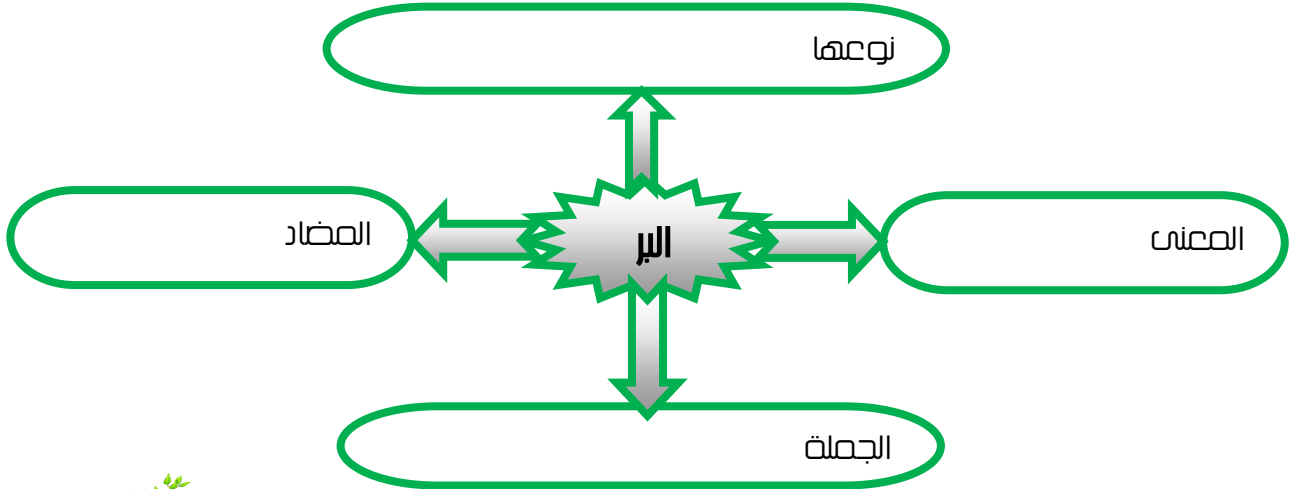 نوعها
المعنى
البر
المضاد
الجملة